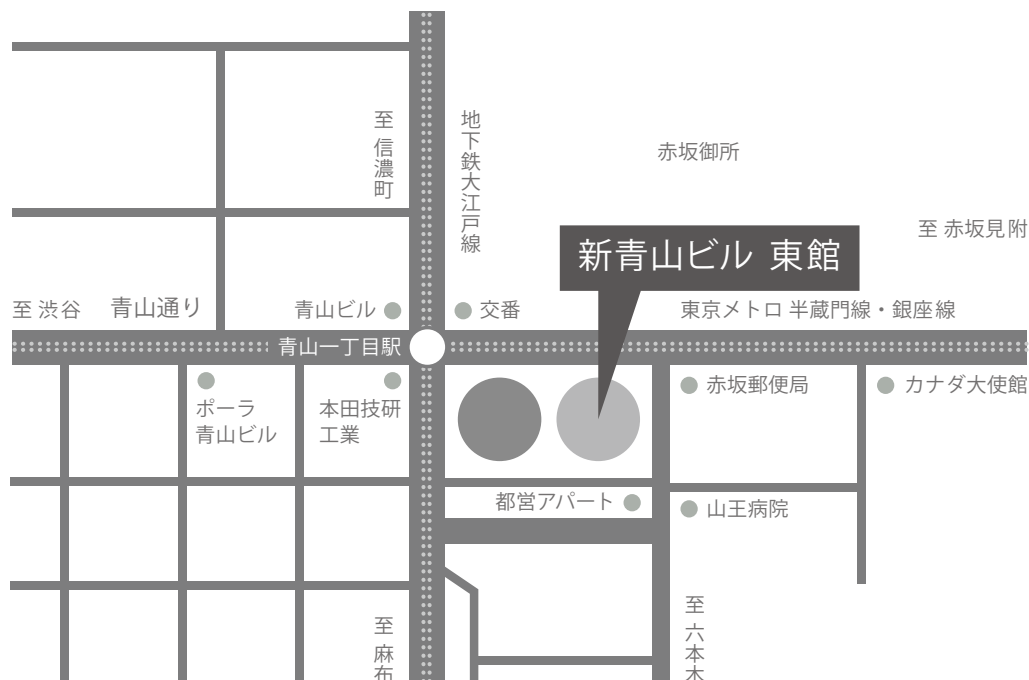 至 信濃町
地下鉄大江戸線
赤坂御所
至 赤坂見附
新青山ビル 東館
至 渋谷
青山通り
青山ビル
交番
東京メトロ 半蔵門線・銀座線
青山一丁目駅
ポーラ
青山ビル
本田技研
工業
赤坂郵便局
カナダ大使館
都営アパート
山王病院
至 麻布
至 六本木